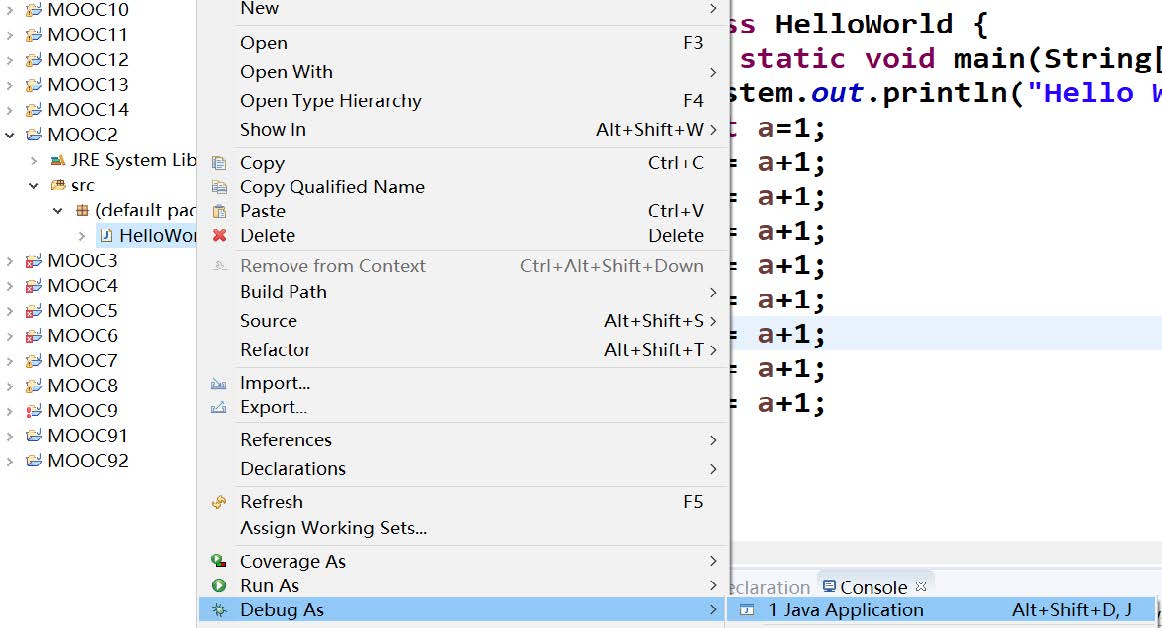 MOOC10
MOOC11
MOOC12
MOOC13
MOOC14
MOOC2
JRE System Lib
src
(default pac
HelloWor
MOOC3
MOOC4
MOOC5
MOOC6
MOOC7
MOOC8
MOOC9
MOOC91
MOOC92
New
Open F3
Open With
Open Type Hierarchy F4
Show In Alt+Shift+W
Copy Ctrl+C
Copy Qualified Name
Paste Ctrl+V
Delete Delete
Remove from Context Ctrl+Alt+Shift+Down
Build Path
Source Alt+Shift+S
Refactor Alt+Shift+T
Import...
Export...
References
Declarations
Refresh F5
Assign Working Sets...
Coverage As
Run As
Debug As
ss HelloWorld {
static void main(String[
stem.out.println("Hello W
t a=1;
= a+1;
= a+1;
= a+1;
= a+1;
= a+1;
= a+1;
= a+1;
= a+1;
eclaration Console
1 Java Application Alt+Shift+D, J